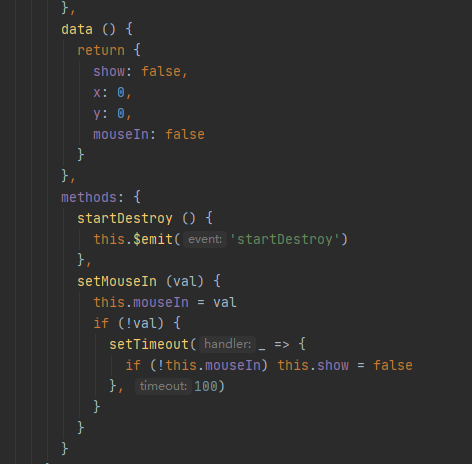 },
data () {
return {
show: false,
x: 0,
y: 0,
mouseIn: false
}
},
methods: {
startDestroy () {
this.$emit( event: 'startDestroy')
},
setMouseIn (val) {
this.mouseIn = val
if (!val) {
setTimeout( handler: _ => {
if (!this.mouseIn) this.show = false
}, timeout: 100)
}
}
}